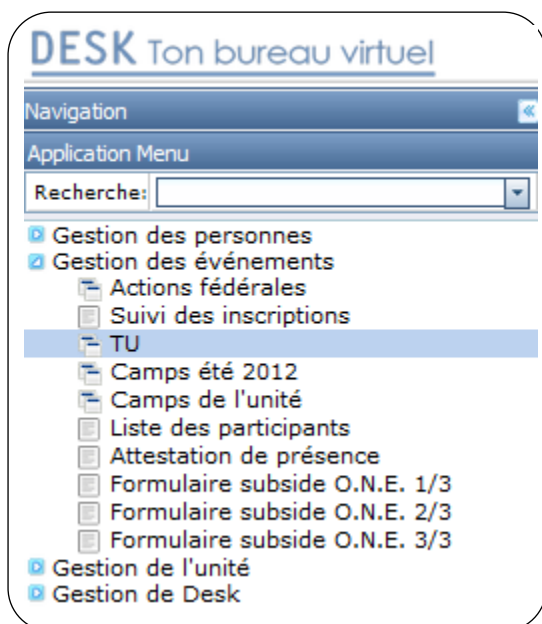 DESK Ton bureau virtuel
Navigation
Application Menu
Recherche:
Gestion des personnes
Gestion des événements
Actions fédérales
Suivi des inscriptions
TU
Camps été 2012
Camps de l'unité
Liste des participants
Attestation de présence
Formulaire subside O.N.E. 1/3
Formulaire subside O.N.E. 2/3
Formulaire subside O.N.E. 3/3
Gestion de l'unité
Gestion de Desk